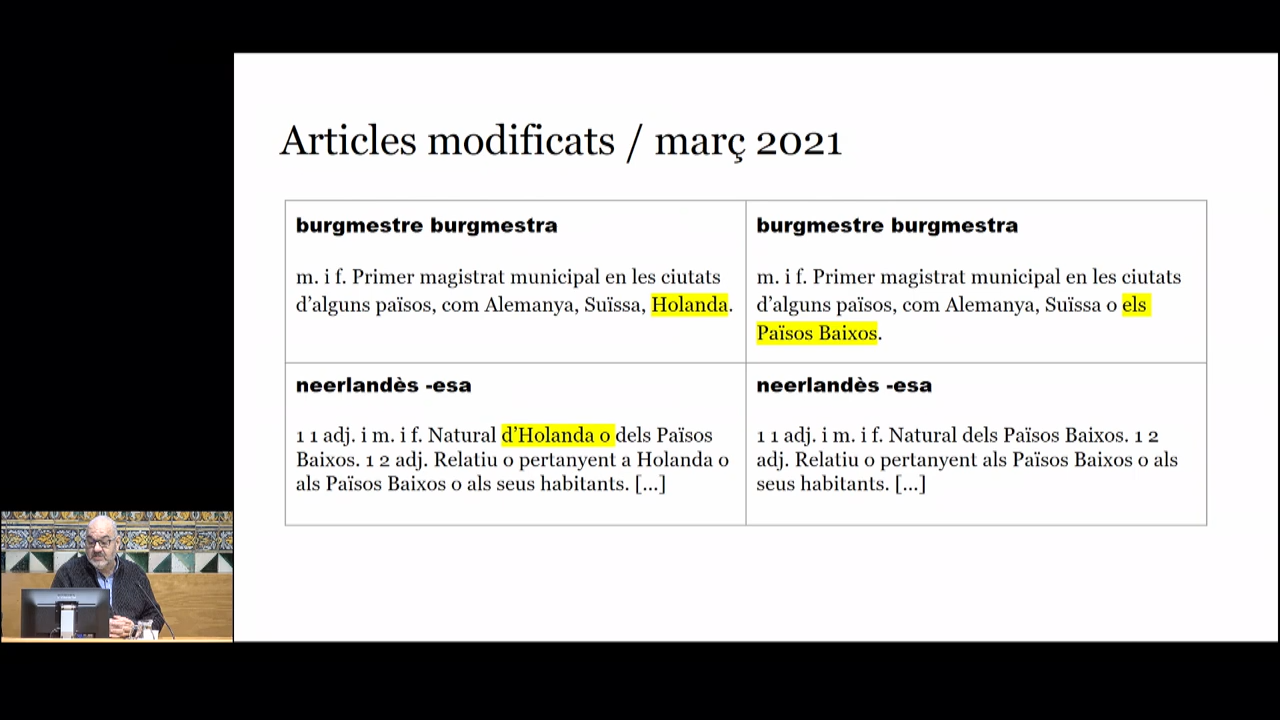 Articles modificats / març 2021
burgmestre burgmestra
m. i f. Primer magistrat municipal en les ciutats
d’alguns països, com Alemanya, Suïssa, Holanda.
burgmestre burgmestra
m. i f. Primer magistrat municipal en les ciutats
d’alguns països, com Alemanya, Suïssa o els
Països Baixos.
neerlandès -esa
1 1 adj. i m. i f. Natural d’Holanda o dels Països
Baixos. 1 2 adj. Relatiu o pertanyent a Holanda o
als Països Baixos o als seus habitants. [...]
neerlandès -esa
1 1 adj. i m. i f. Natural dels Països Baixos. 1 2
adj. Relatiu o pertanyent als Països Baixos o als
seus habitants. [...]